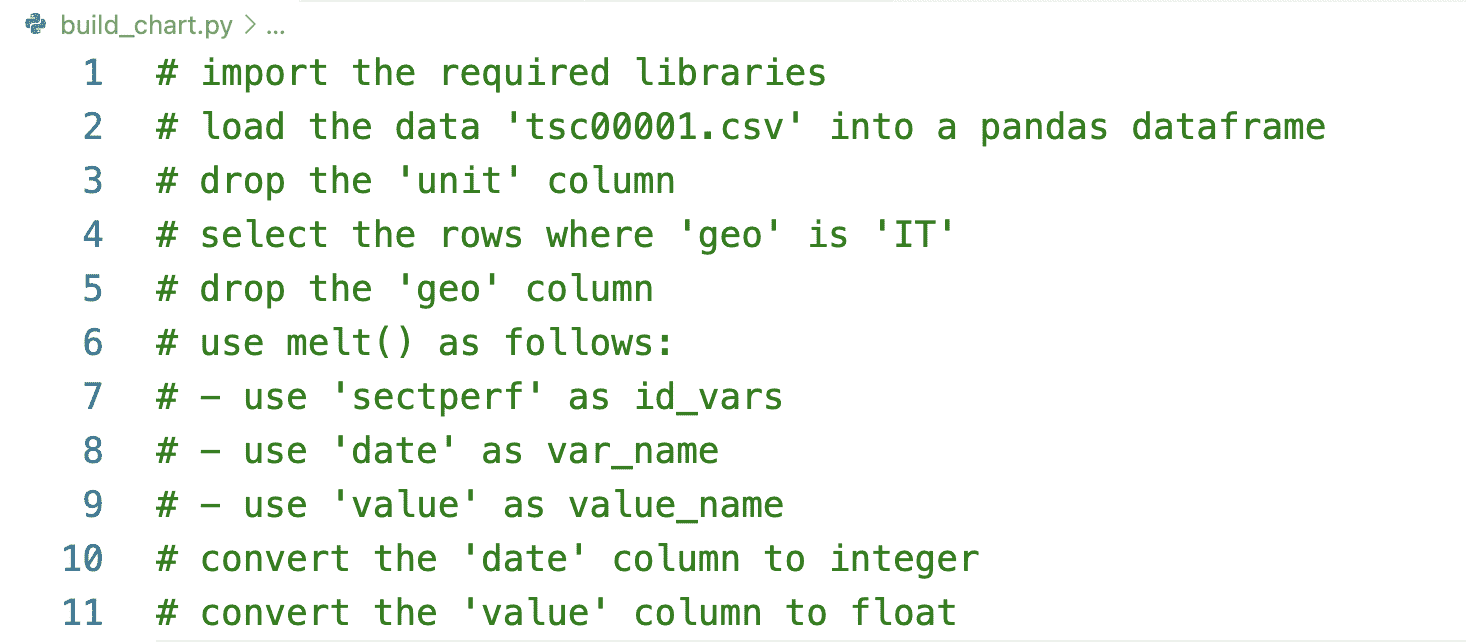 build_chart.py > ...
1 # import the required libraries
2 # load the data 'tsc00001.csv' into a pandas dataframe
3 # drop the 'unit' column
4 # select the rows where 'geo' is 'IT'
5 # drop the 'geo' column
6 # use melt() as follows:
7 # - use 'sectperf' as id_vars
8 # - use 'date' as var_name
9 # - use 'value' as value_name
10 # convert the 'date' column to integer
11 # convert the 'value' column to float